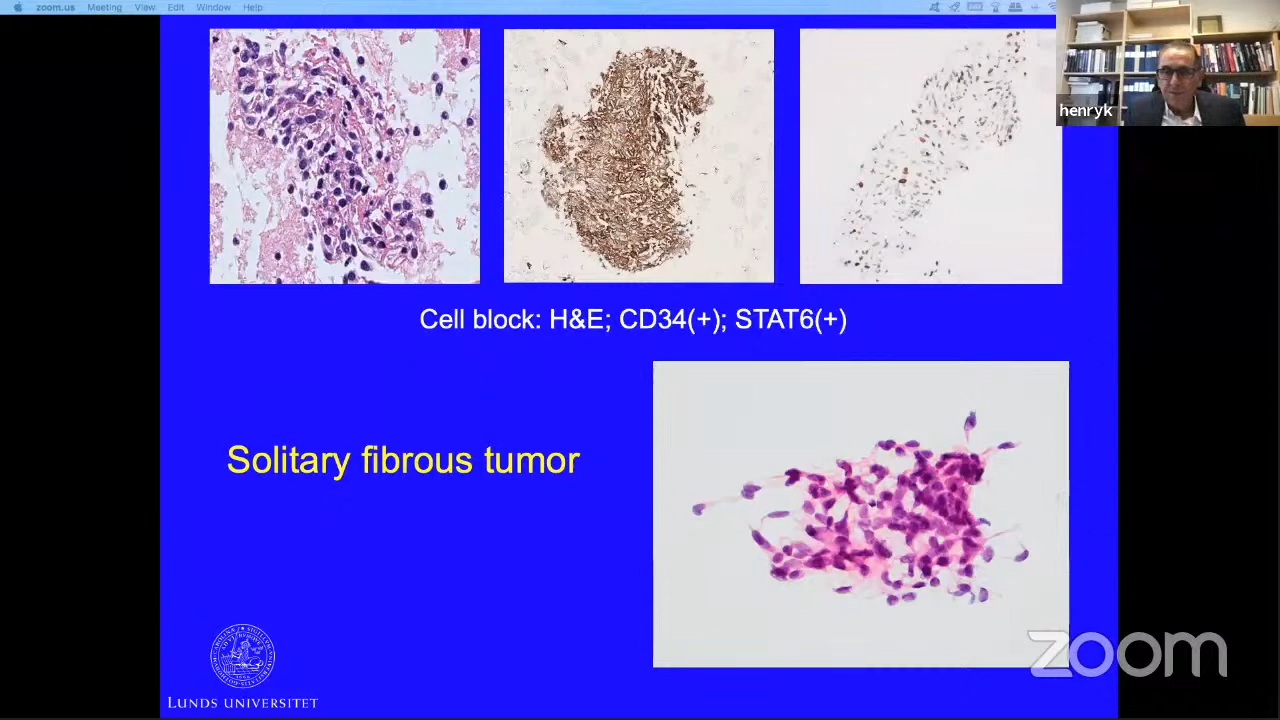 zoom.us Meeting View Edit Window Help
henryk
Cell block: H&E; CD34(+); STAT6(+)
Solitary fibrous tumor
LUNDS UNIVERSITET
zoom